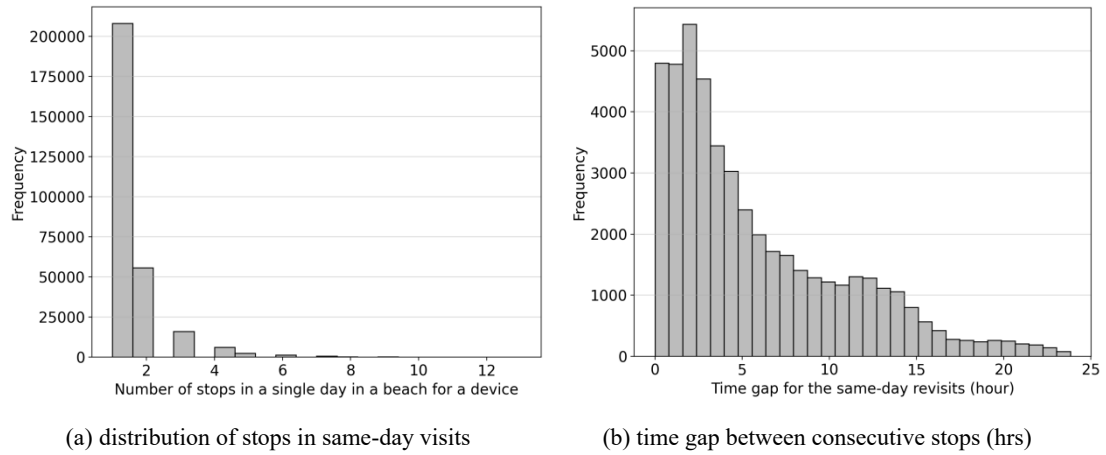 200000
175000
150000
125000
100000
75000
50000
25000
0
Frequency
2 4 6 8 10 12
Number of stops in a single day in a beach for a device
(a) distribution of stops in same-day visits
5000
4000
3000
2000
1000
0
Frequency
0 5 10 15 20 25
Time gap for the same-day revisits (hour)
(b) time gap between consecutive stops (hrs)